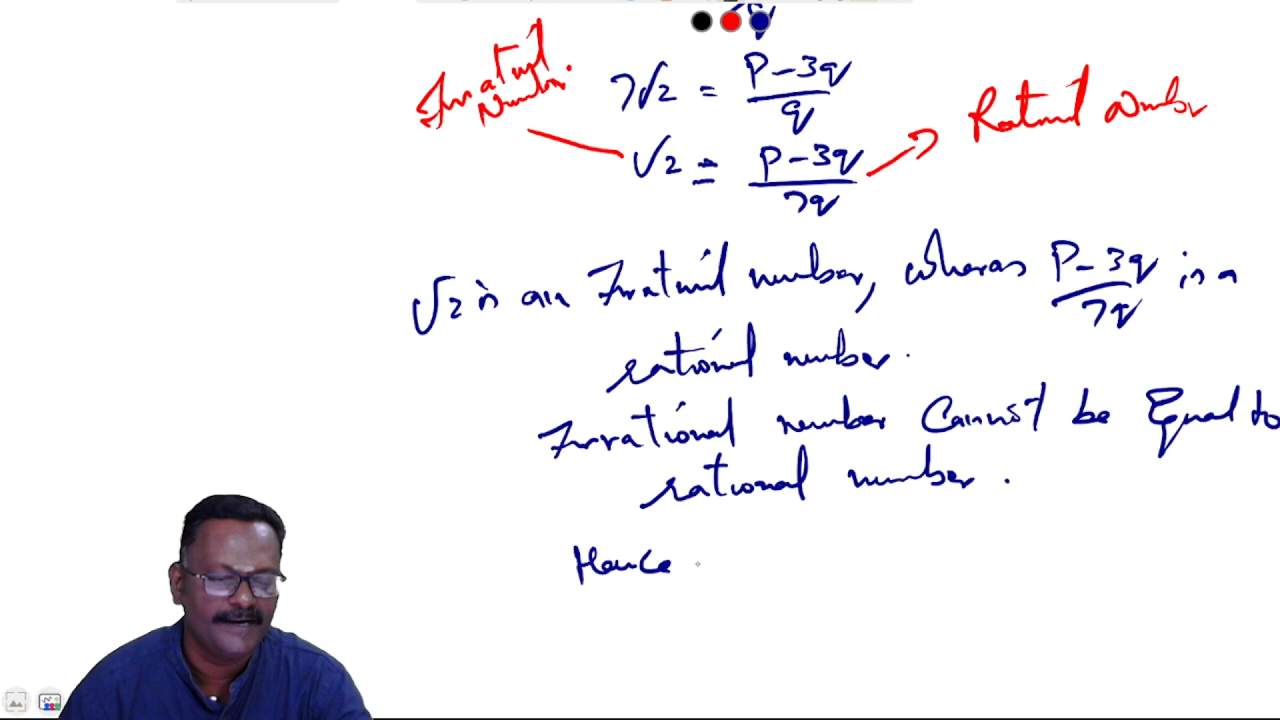 7√2 = P-3q/q
Irrational Number.
√2 = P-3q/7q
Rational Number
√2 is an Irrational number, whereas P-3q/7q is a
rational number.
Irrational number Cannot be Equal to
rational number.
Hence